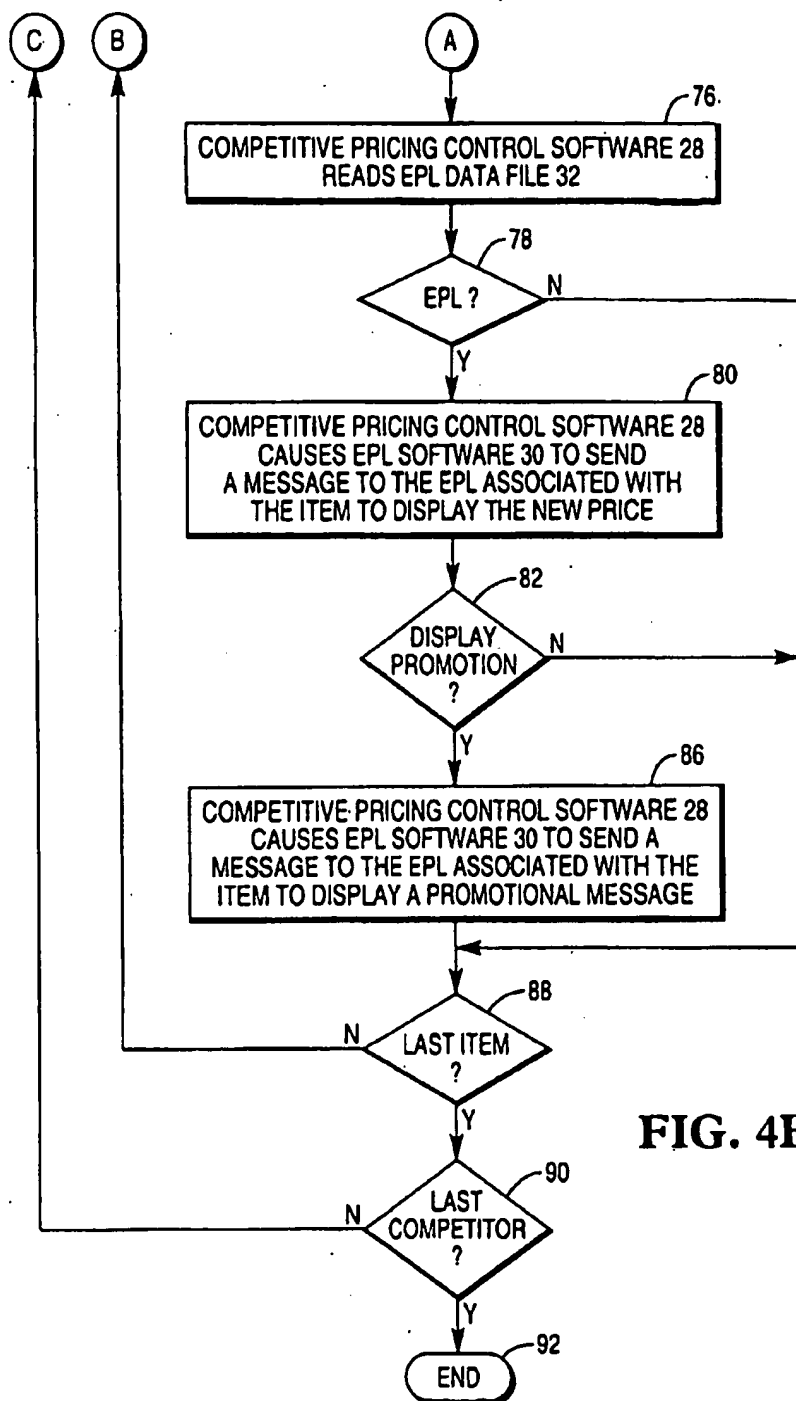 C B A
76
COMPETITIVE PRICING CONTROL SOFTWARE 28
READS EPL DATA FILE 32
78
EPL ?
N
Y
80
COMPETITIVE PRICING CONTROL SOFTWARE 28
CAUSES EPL SOFTWARE 30 TO SEND
A MESSAGE TO THE EPL ASSOCIATED WITH
THE ITEM TO DISPLAY THE NEW PRICE
82
DISPLAY
PROMOTION
?
N
Y
86
COMPETITIVE PRICING CONTROL SOFTWARE 28
CAUSES EPL SOFTWARE 30 TO SEND A
MESSAGE TO THE EPL ASSOCIATED WITH THE
ITEM TO DISPLAY A PROMOTIONAL MESSAGE
88
N
LAST ITEM
?
Y
FIG. 4
90
N
LAST
COMPETITOR
?
Y
92
END